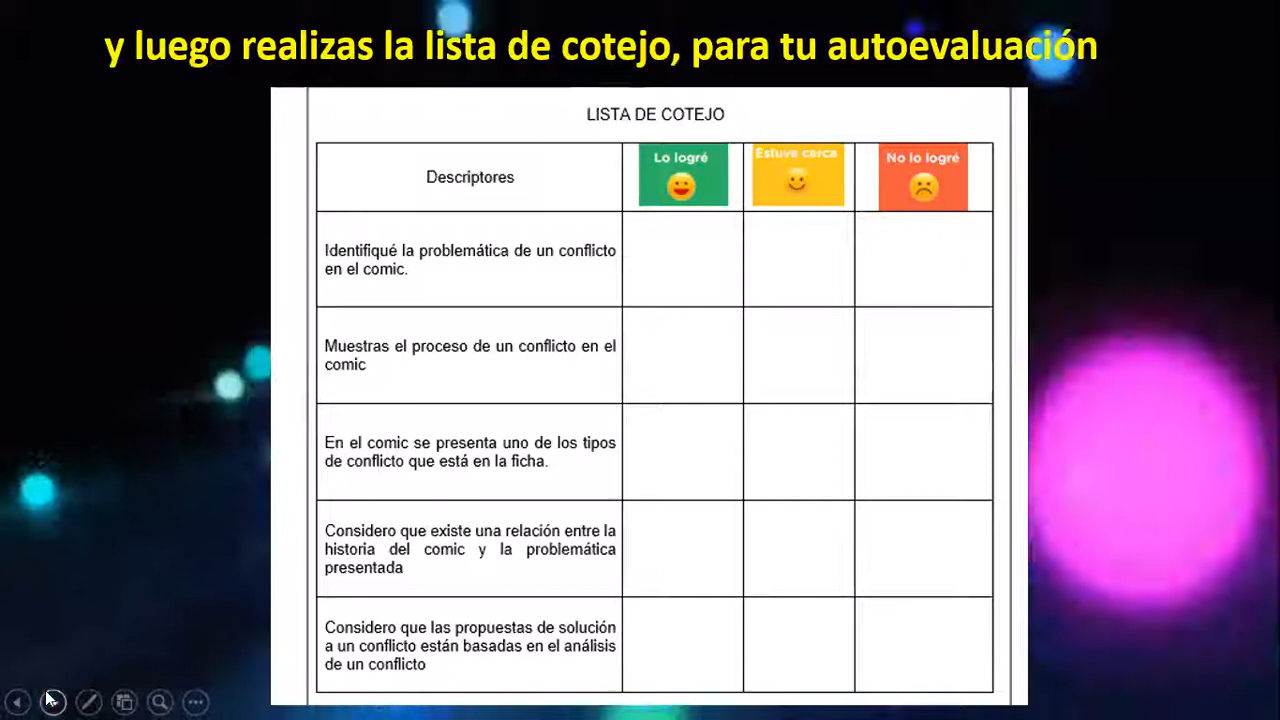 y luego realizas la lista de cotejo, para tu autoevaluación
LISTA DE COTEJO
Descriptores
Lo logré
Estuve cerca
No lo logré
Identifiqué la problemática de un conflicto
en el comic.
Muestras el proceso de un conflicto en el
comic
En el comic se presenta uno de los tipos
de conflicto que está en la ficha.
Considero que existe una relación entre la
historia del comic y la problemática
presentada
Considero que las propuestas de solución
a un conflicto están basadas en el análisis
de un conflicto